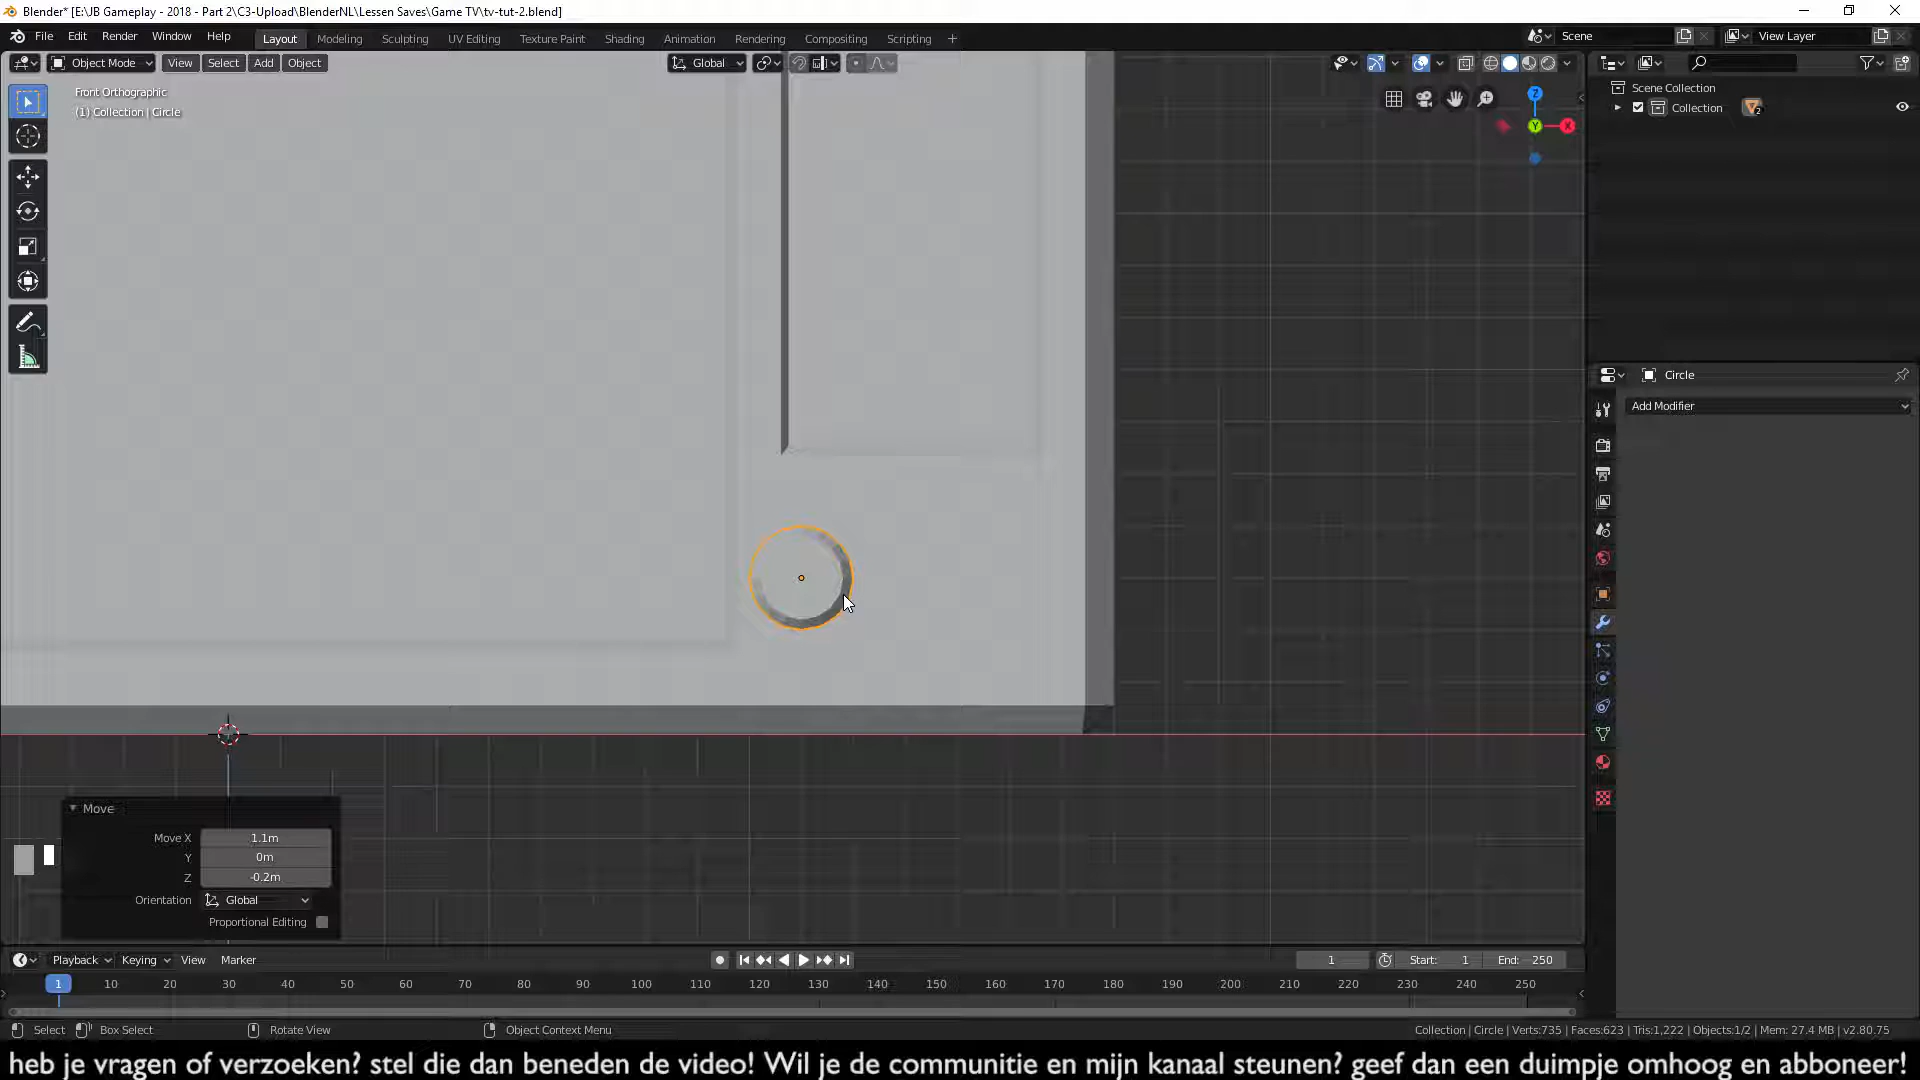 Blender* [E:\JB Gameplay - 2018 - Part 2\C3-Upload\BlenderNL\Lessen Saves\Game TV\tv-tut-2.blend]
File Edit Render Window Help Layout Modeling Sculpting UV Editing Texture Paint Shading Animation Rendering Compositing Scripting + Scene View Layer
Object Mode View Select Add Object Global
Front Orthographic
(1) Collection | Circle
Z
Y X
Scene Collection
Collection 2
Circle
Add Modifier
Move
Move X 1.1m
Y 0m
Z -0.2m
Orientation Global
Proportional Editing
Playback Keying View Marker 1 Start: 1 End: 250
1 10 20 30 40 50 60 70 80 90 100 110 120 130 140 150 160 170 180 190 200 210 220 230 240 250
Select Box Select Rotate View Object Context Menu Collection | Circle | Verts:735 | Faces:623 | Tris:1,222 | Objects:1/2 | Mem: 27.4 MB | v2.80.75
heb je vragen of verzoeken? stel die dan beneden de video! Wil je de communitie en mijn kanaal steunen? geef dan een duimpje omhoog en abboneer!